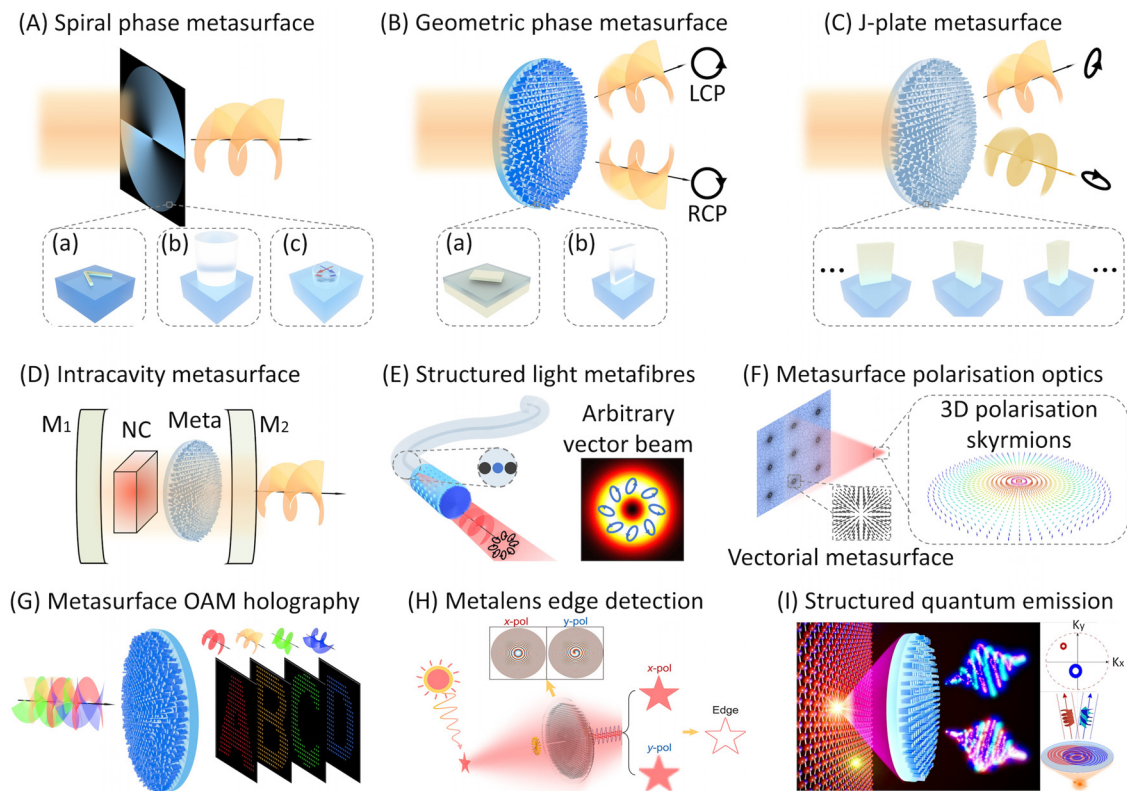 (A) Spiral phase metasurface
(B) Geometric phase metasurface
(C) J-plate metasurface
LCP
RCP
(a)
(b)
(c)
(a)
(b)
•••
•••
(D) Intracavity metasurface
M1
NC
Meta
M2
(E) Structured light metafibres
Arbitrary
vector beam
(F) Metasurface polarisation optics
3D polarisation
skyrmions
Vectorial metasurface
(G) Metasurface OAM holography
A
B
C
D
(H) Metalens edge detection
x-pol
y-pol
x-pol
y-pol
Edge
(I) Structured quantum emission
Ky
Kx